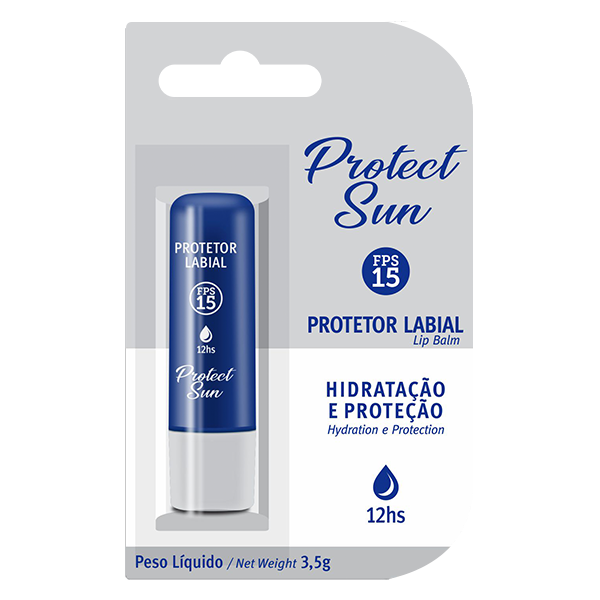 Protect
Sun
FPS
15
PROTETOR LABIAL
Lip Balm
HIDRATAÇÃO
E PROTEÇÃO
Hydration e Protection
12hs
PROTETOR
LABIAL
FPS
15
12hs
Protect
Sun
Peso Líquido / Net Weight 3,5g